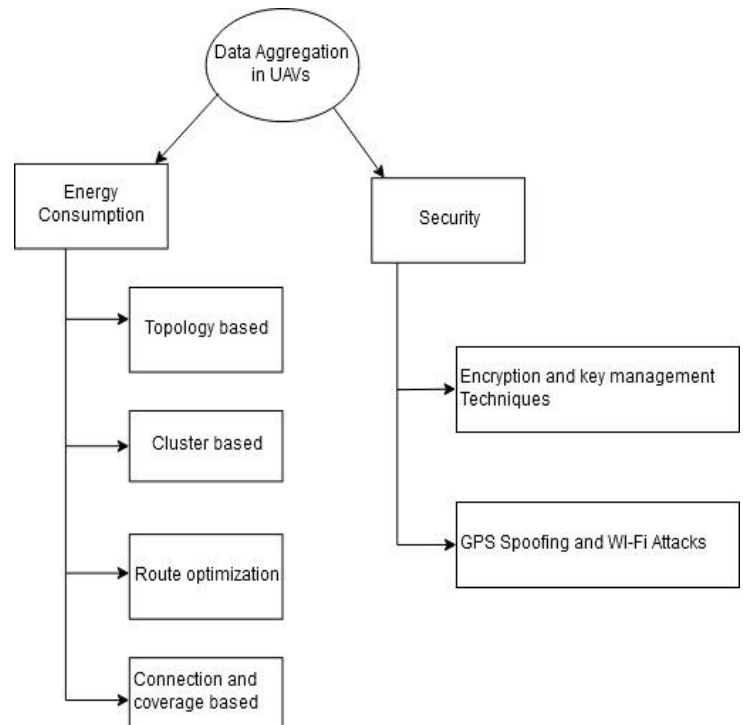 Data Aggregation
in UAVs
Energy
Consumption
Security
Topology based
Cluster based
Route optimization
Connection and
coverage based
Encryption and key management
Techniques
GPS Spoofing and WI-Fi Attacks